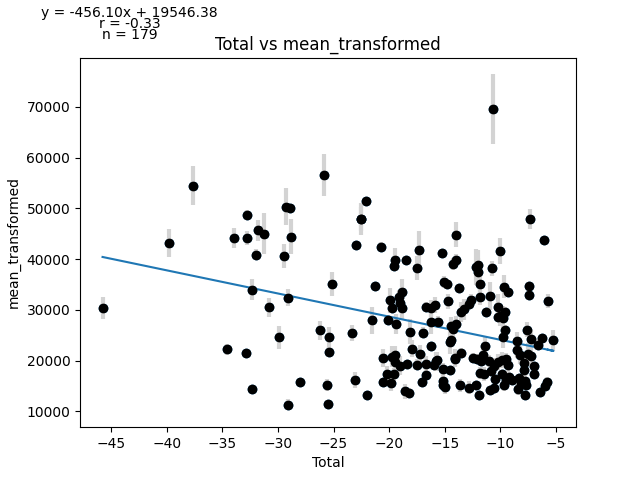 y = -456.10x + 19546.38
r = -0.33
n = 179
Total vs mean_transformed
70000
60000
50000
40000
30000
20000
10000
mean_transformed
−45
−40
−35
−30
−25
−20
−15
−10
−5
Total